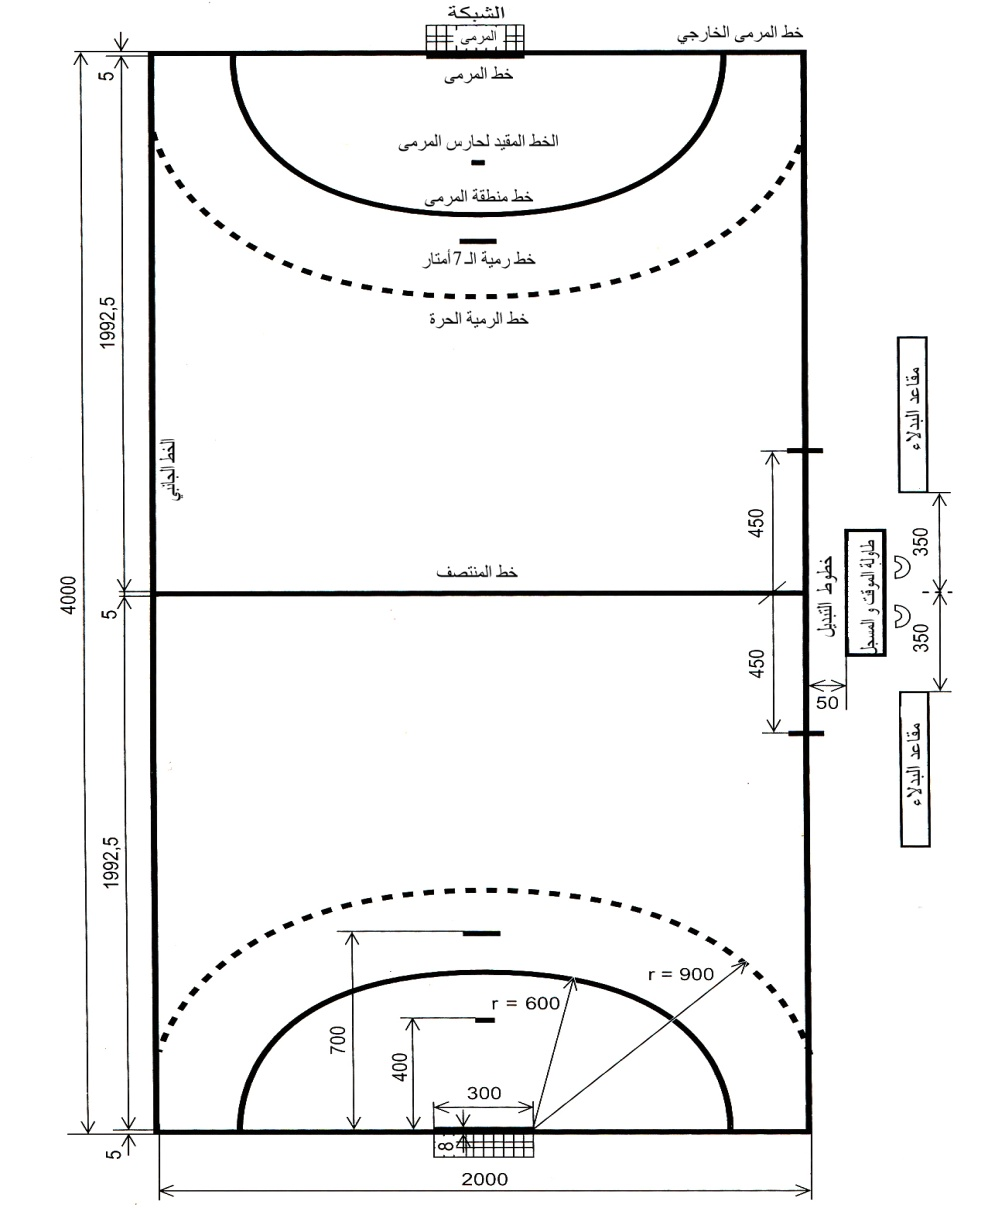 الشبكة
المرمى
خط المرمى الخارجي
خط المرمى
5
الخط المقيد لحارس المرمى
خط منطقة المرمى
خط رمية الـ 7 أمتار
خط الرمية الحرة
1992,5
مقاعد البدلاء
الخط الجانبي
450
350
طاولة الموقت و المسجل
خطوط التبديل
خط المنتصف
4000
5
450
350
50
مقاعد البدلاء
1992,5
r = 900
r = 600
700
400
300
8
5
2000